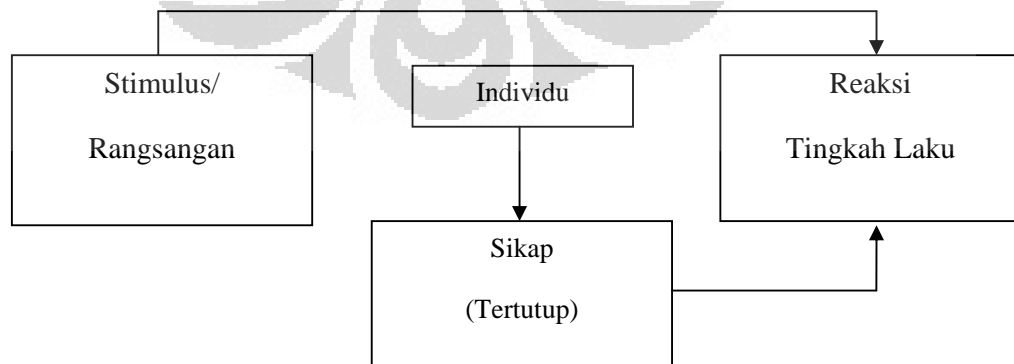 Stimulus/
Rangsangan
Individu
Reaksi
Tingkah Laku
Sikap
(Tertutup)